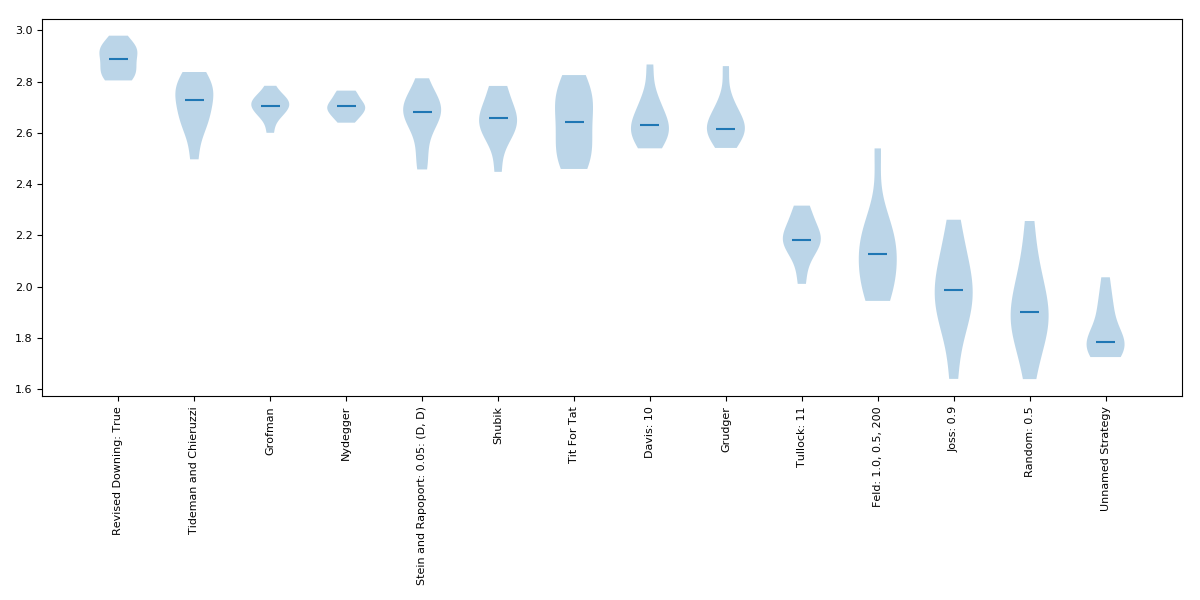 3.0
2.8
2.6
2.4
2.2
2.0
1.8
1.6
Revised Downing: True
Tideman and Chieruzzi
Grofman
Nydegger
Stein and Rapoport: 0.05: (D, D)
Shubik
Tit For Tat
Davis: 10
Grudger
Tullock: 11
Feld: 1.0, 0.5, 200
Joss: 0.9
Random: 0.5
Unnamed Strategy